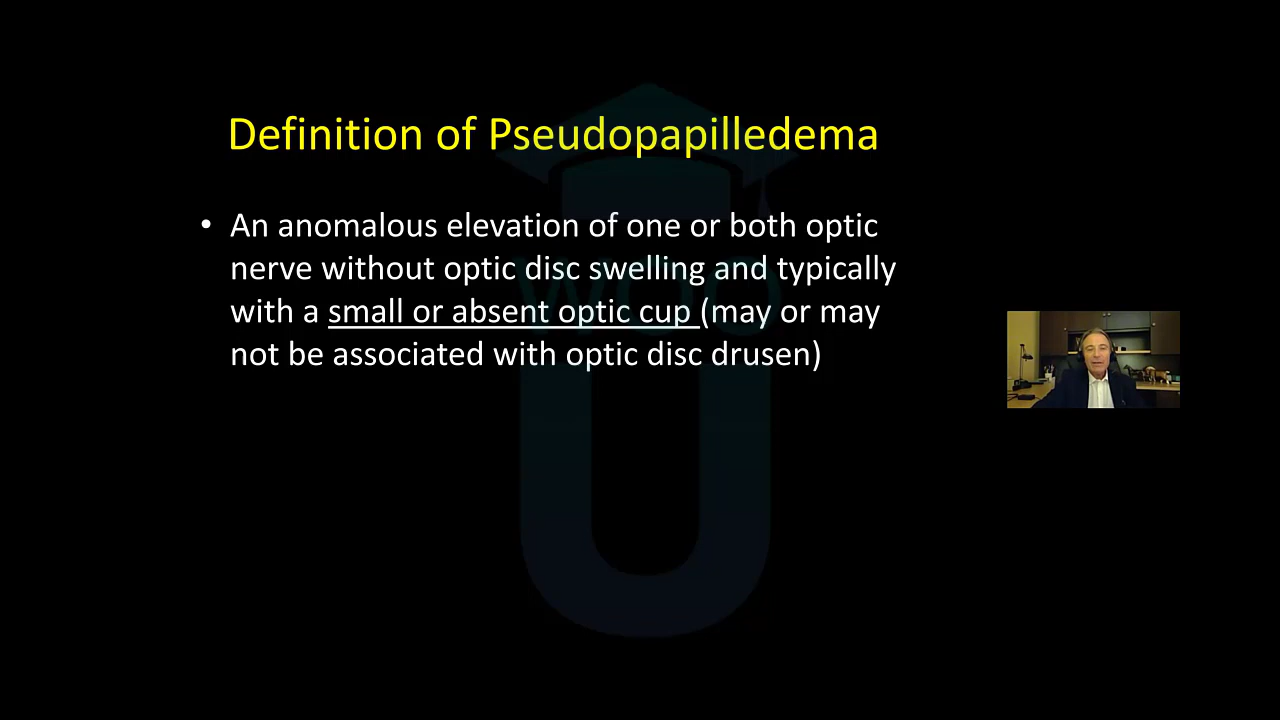 Definition of Pseudopapilledema
• An anomalous elevation of one or both optic
nerve without optic disc swelling and typically
with a small or absent optic cup (may or may
not be associated with optic disc drusen)